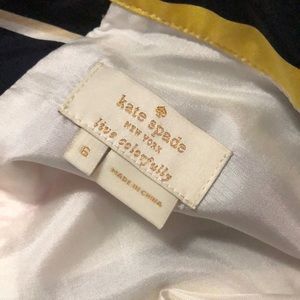 kate spade
NEW YORK
live colorfully
6
MADE IN CHINA